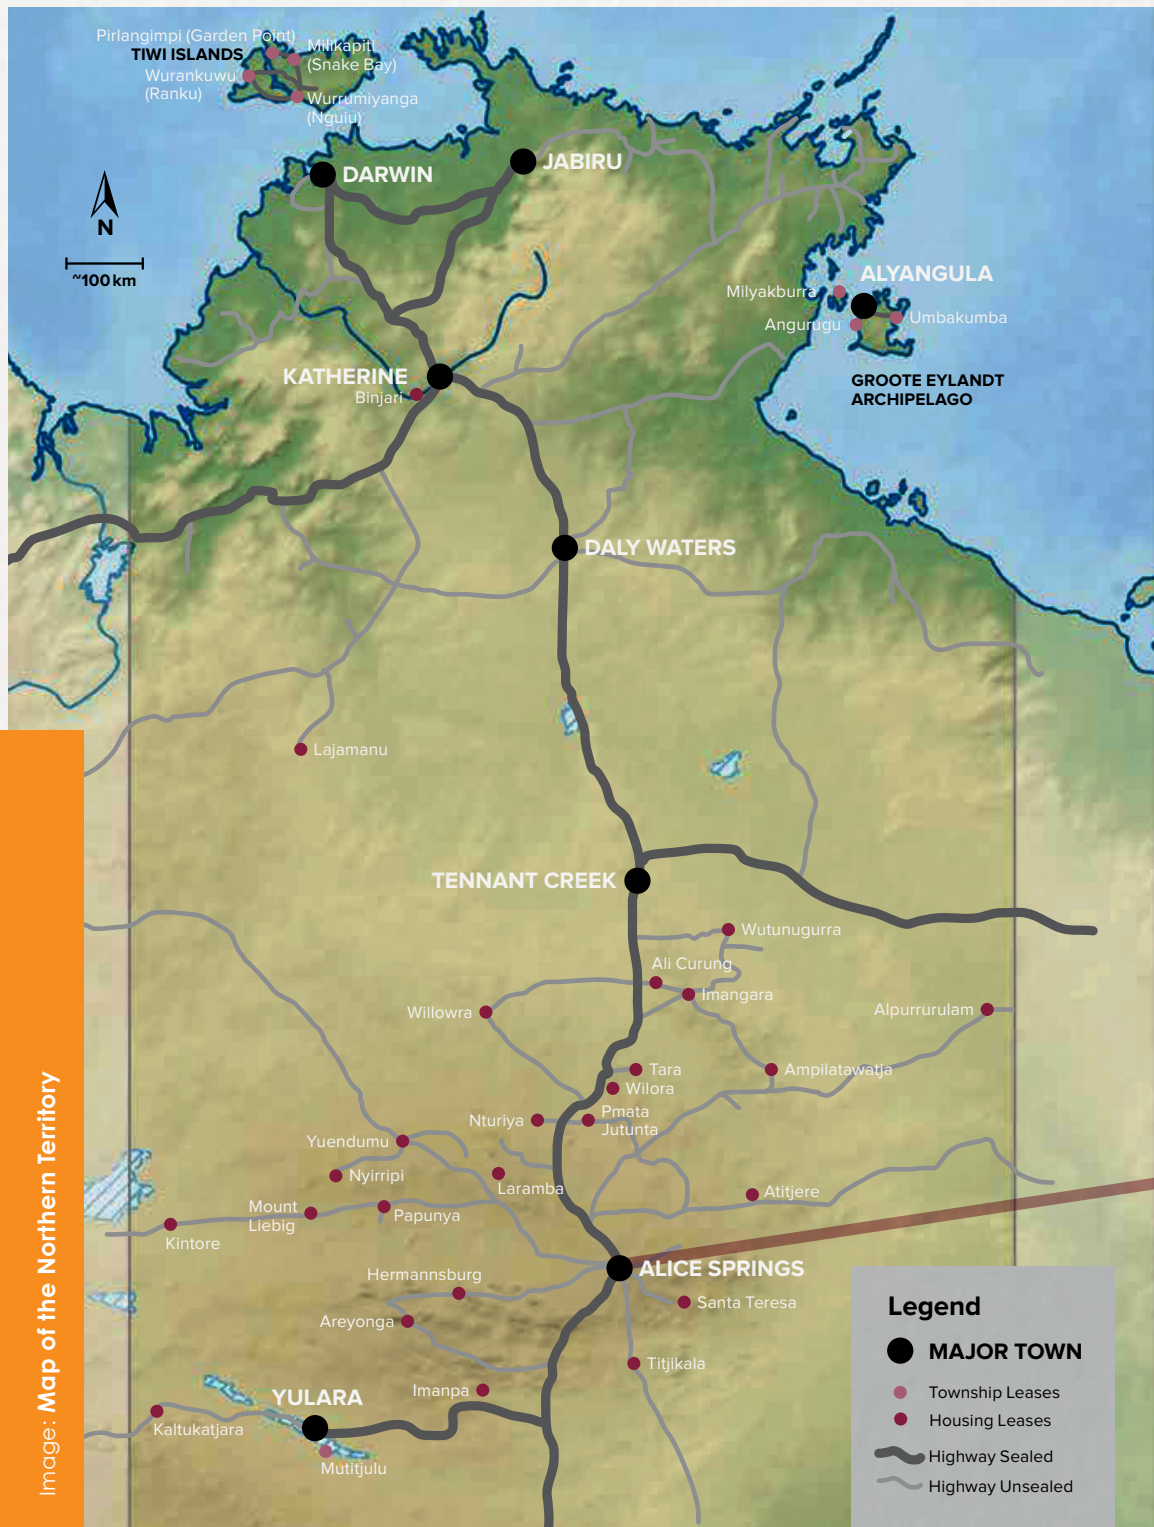 Pirlangimpi (Garden Point)
TIWI ISLANDS
Milikapiti
(Snake Bay)
Wurankuwu
(Ranku)
Wurrumiyanga
(Nguiu)
DARWIN
JABIRU
N
~100 km
ALYANGULA
Milyakburra
Angurugu
Umbakumba
GROOTE EYLANDT
ARCHIPELAGO
KATHERINE
Binjari
DALY WATERS
Lajamanu
TENNANT CREEK
Wutunugurra
Ali Curung
Imangara
Willowra
Alpurrurulam
Tara
Ampilatawatja
Wilora
Nturiya
Pmata
Jutunta
Yuendumu
Nyirripi
Laramba
Atitjere
Mount
Liebig
Papunya
Kintore
ALICE SPRINGS
Hermannsburg
Santa Teresa
Areyonga
Titjikala
Imanpa
YULARA
Kaltukatjara
Mutitjulu
Legend
MAJOR TOWN
Township Leases
Housing Leases
Highway Sealed
Highway Unsealed
Image: Map of the Northern Territory